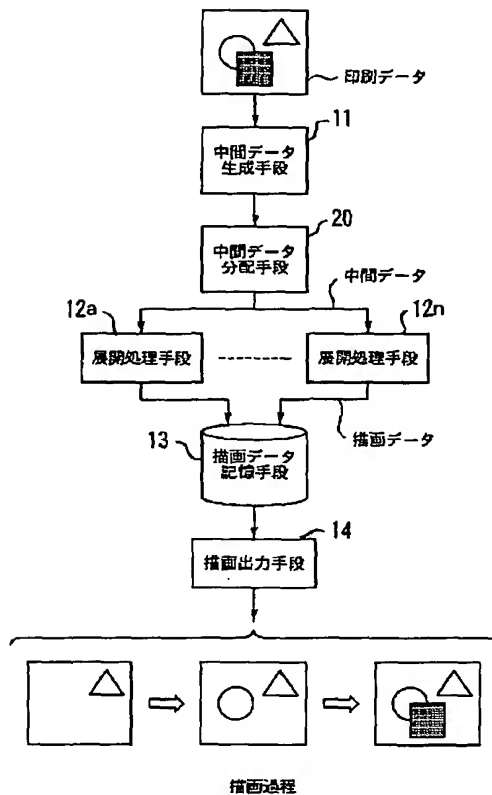 印刷データ
11
中間データ
生成手段
20
中間データ
分配手段
中間データ
12a
12n
展開処理手段
展開処理手段
描画データ
13
描画データ
記憶手段
14
描画出力手段
描画過程